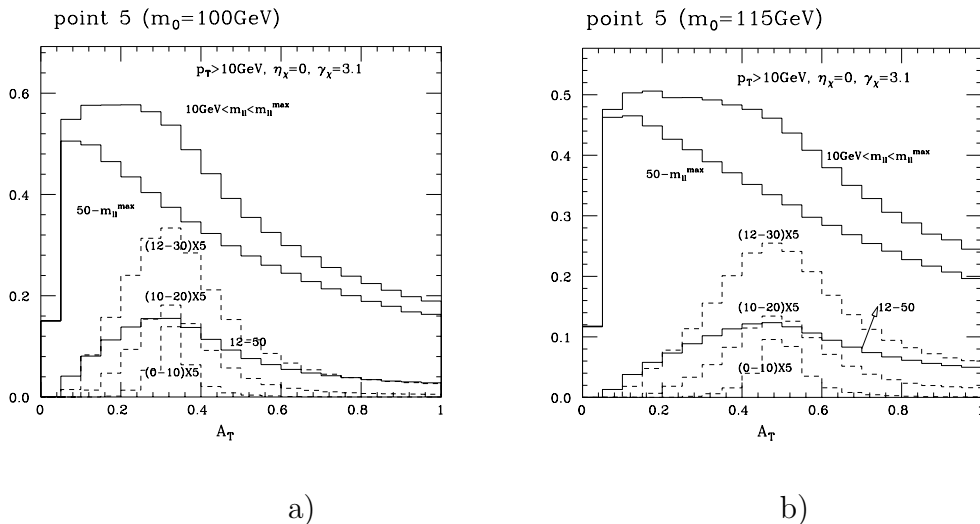 point 5 (m₀=100GeV)
p_T>10GeV, η_χ=0, γ_χ=3.1
10GeV<m_ll<m_ll^max
50−m_ll^max
(12−30)X5
(10−20)X5
12−50
(0−10)X5
0.6
0.4
0.2
0.0
0 0.2 0.4 0.6 0.8 1
A_T
a)
point 5 (m₀=115GeV)
p_T>10GeV, η_χ=0, γ_χ=3.1
10GeV<m_ll<m_ll^max
50−m_ll^max
(12−30)X5
(10−20)X5
12−50
(0−10)X5
0.5
0.4
0.3
0.2
0.1
0.0
0 0.2 0.4 0.6 0.8 1
A_T
b)